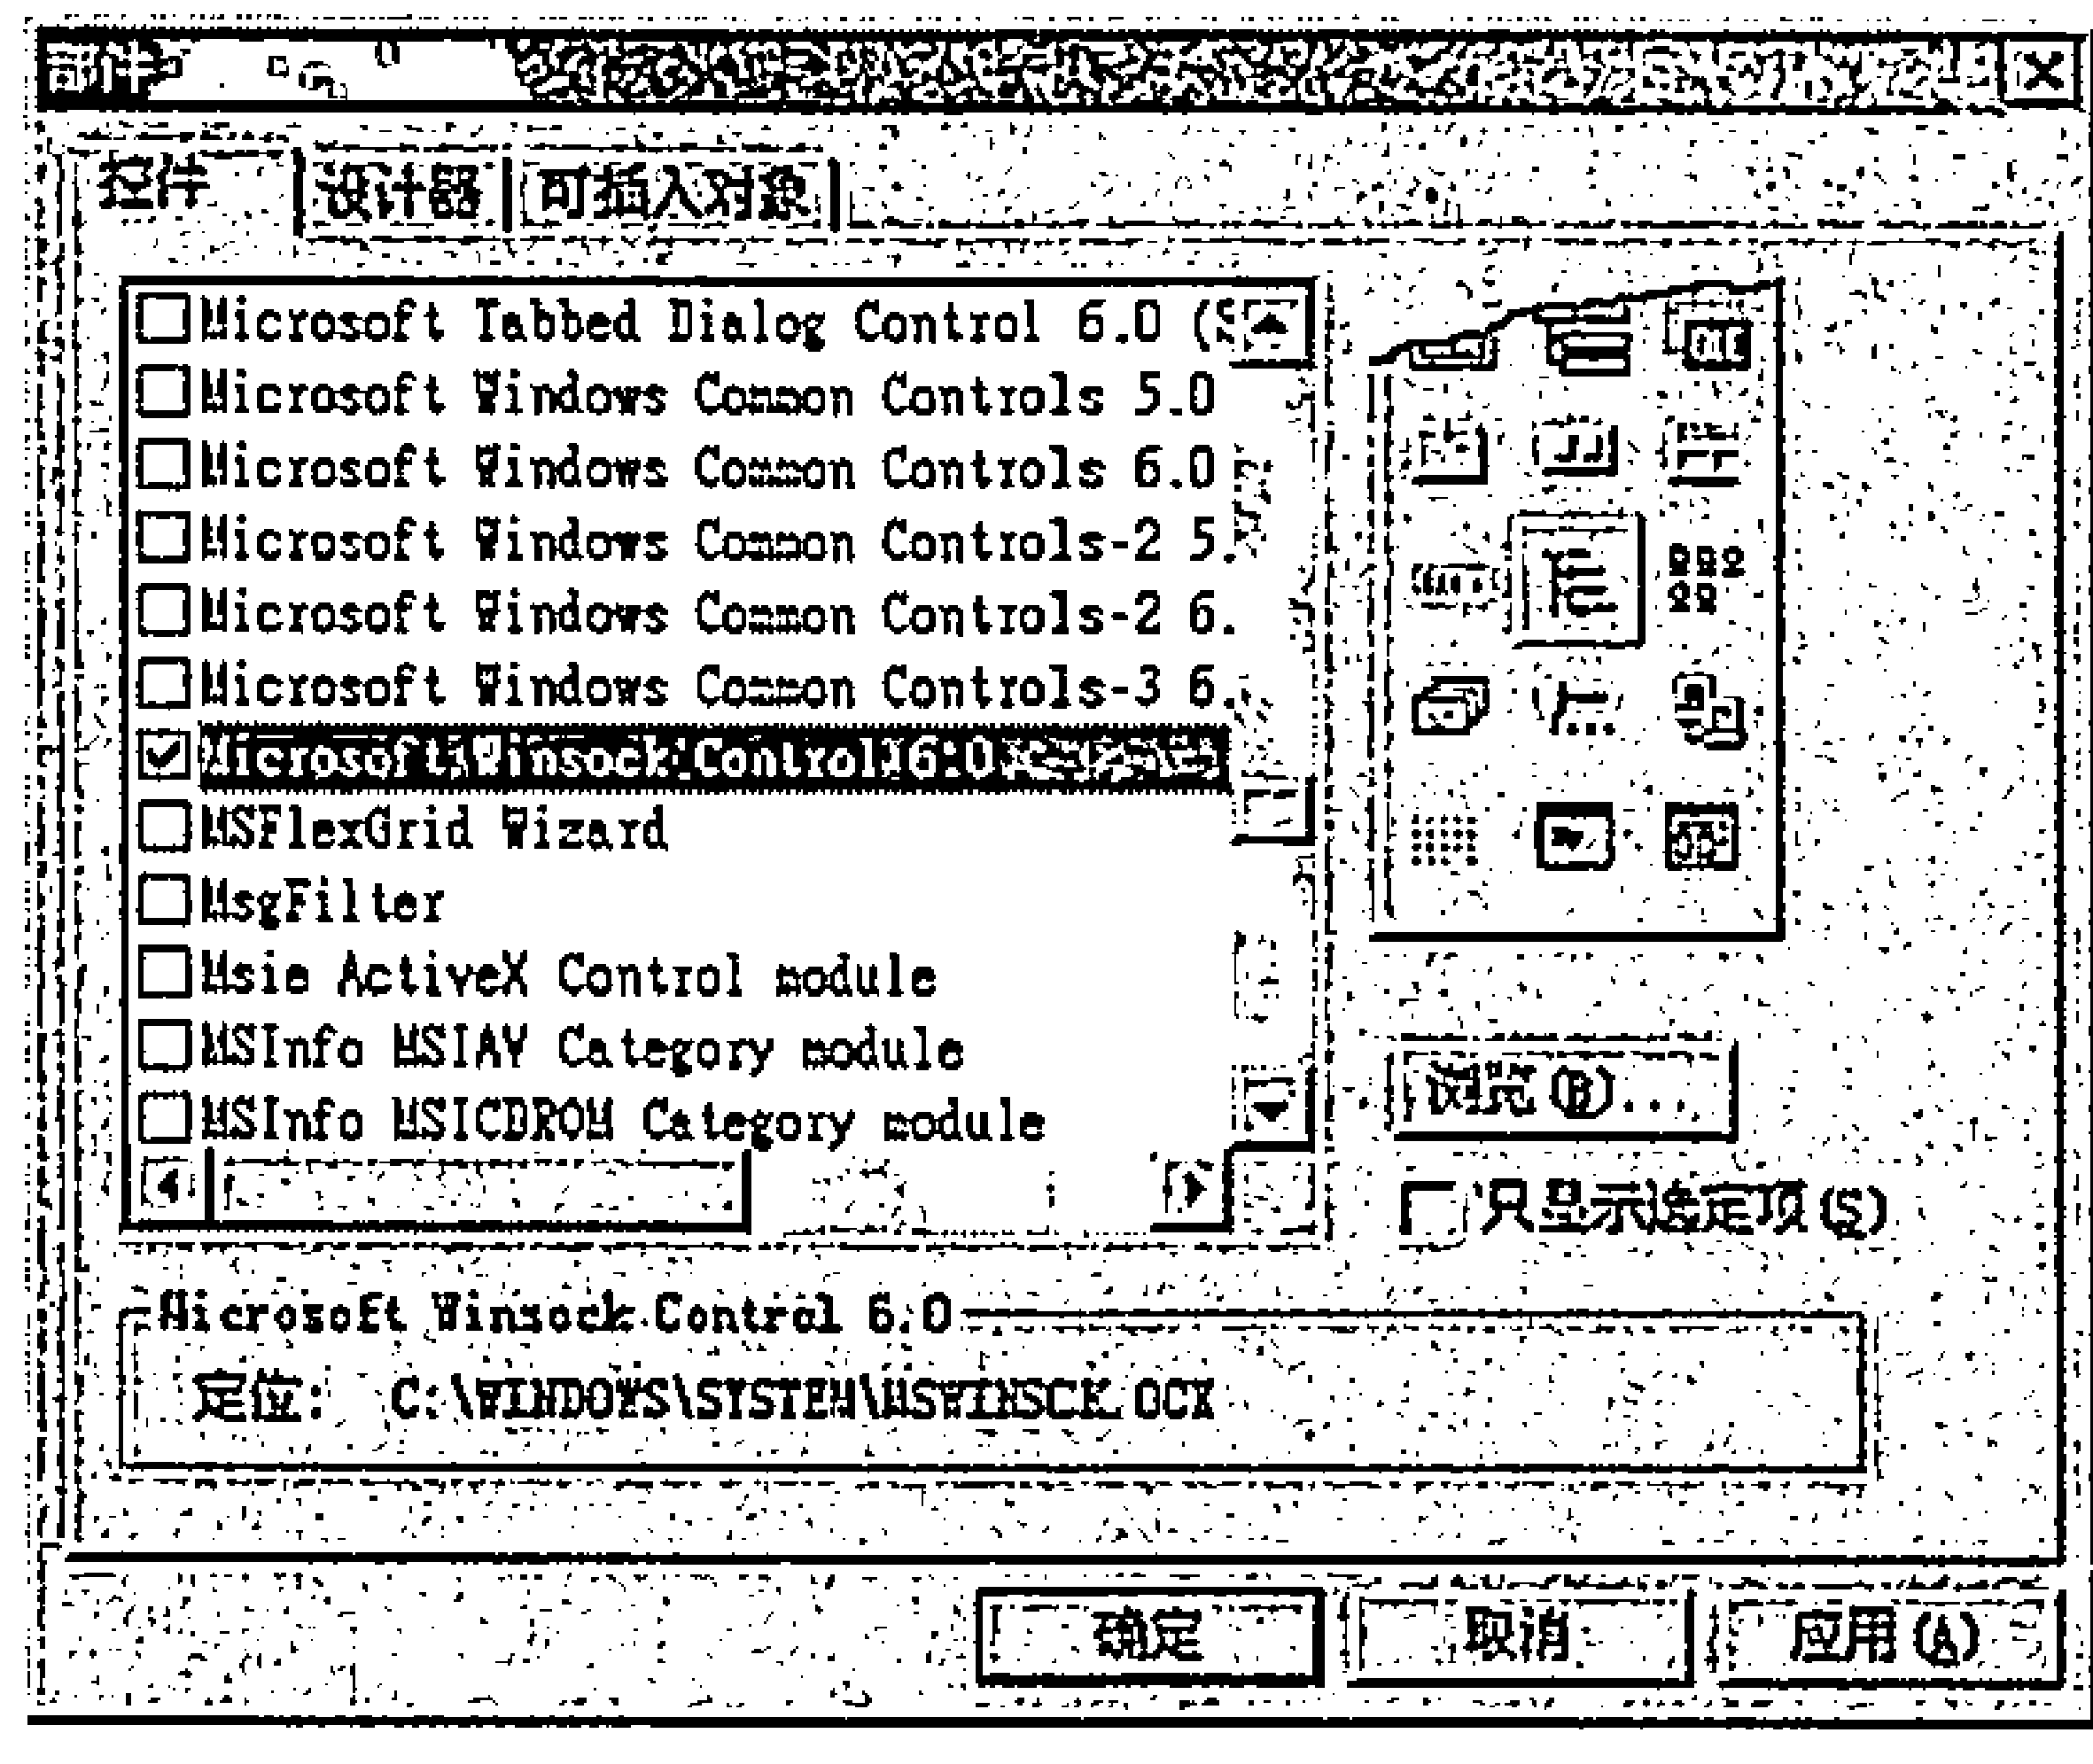 部件
控件 设计器 可插入对象
Microsoft Tabbed Dialog Control 6.0 (S
Microsoft Windows Common Controls 5.0
Microsoft Windows Common Controls 6.0
Microsoft Windows Common Controls-2 5.
Microsoft Windows Common Controls-2 6.
Microsoft Windows Common Controls-3 6.
Microsoft Winsock Control 6.0
MSFlexGrid Wizard
MsgFilter
Msie ActiveX Control module
MSInfo MSIAV Category module
MSInfo MSICDROM Category module
浏览(B)...
只显示选定项(S)
Microsoft Winsock Control 6.0
定位: C:\WINDOWS\SYSTEM\MSWINSCK.OCX
确定 取消 应用(A)